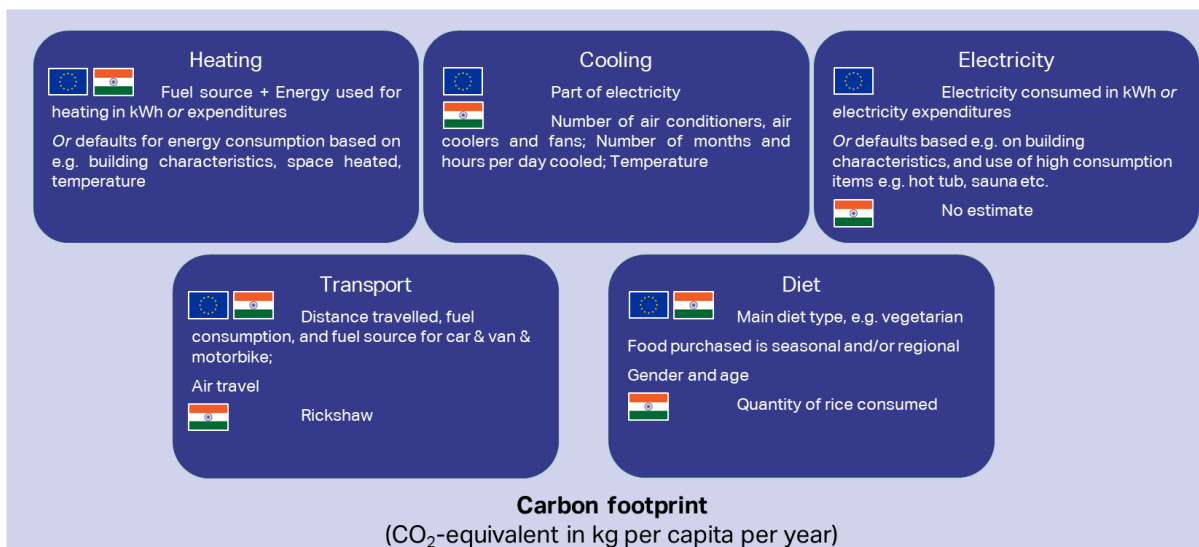 Heating
Fuel source + Energy used for
heating in kWh or expenditures
Or defaults for energy consumption based on
e.g. building characteristics, space heated,
temperature
Cooling
Part of electricity
Number of air conditioners, air
coolers and fans; Number of months and
hours per day cooled; Temperature
Electricity
Electricity consumed in kWh or
electricity expenditures
Or defaults based e.g. on building
characteristics, and use of high consumption
items e.g. hot tub, sauna etc.
No estimate
Transport
Distance travelled, fuel
consumption, and fuel source for car & van &
motorbike;
Air travel
Rickshaw
Diet
Main diet type, e.g. vegetarian
Food purchased is seasonal and/or regional
Gender and age
Quantity of rice consumed
Carbon footprint
(CO₂-equivalent in kg per capita per year)